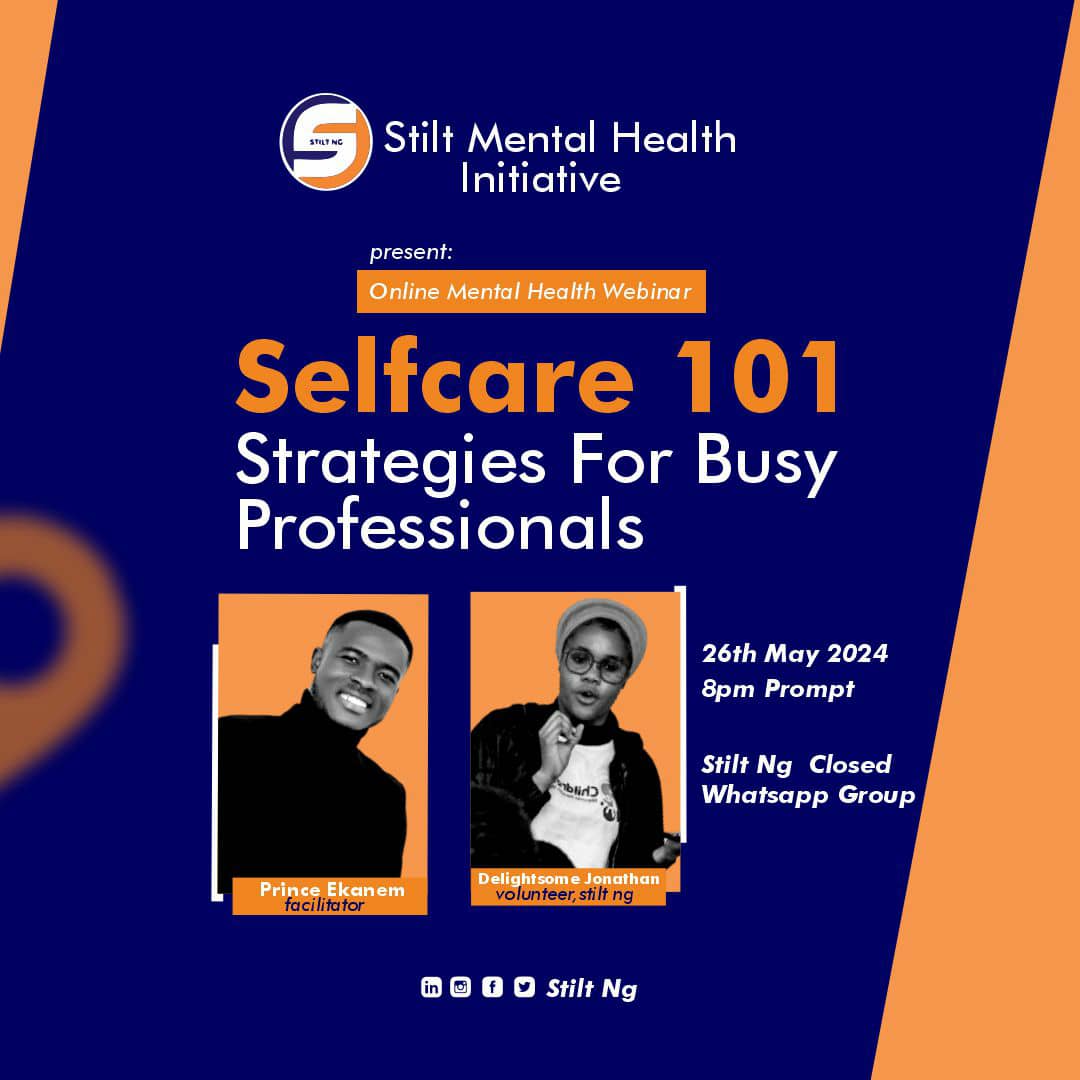 STILT NG
Stilt Mental Health
Initiative
present:
Online Mental Health Webinar
Selfcare 101
Strategies For Busy
Professionals
26th May 2024
8pm Prompt
Stilt Ng Closed
Whatsapp Group
Prince Ekanem
facilitator
Delightsome Jonathan
volunteer, stilt ng
Stilt Ng